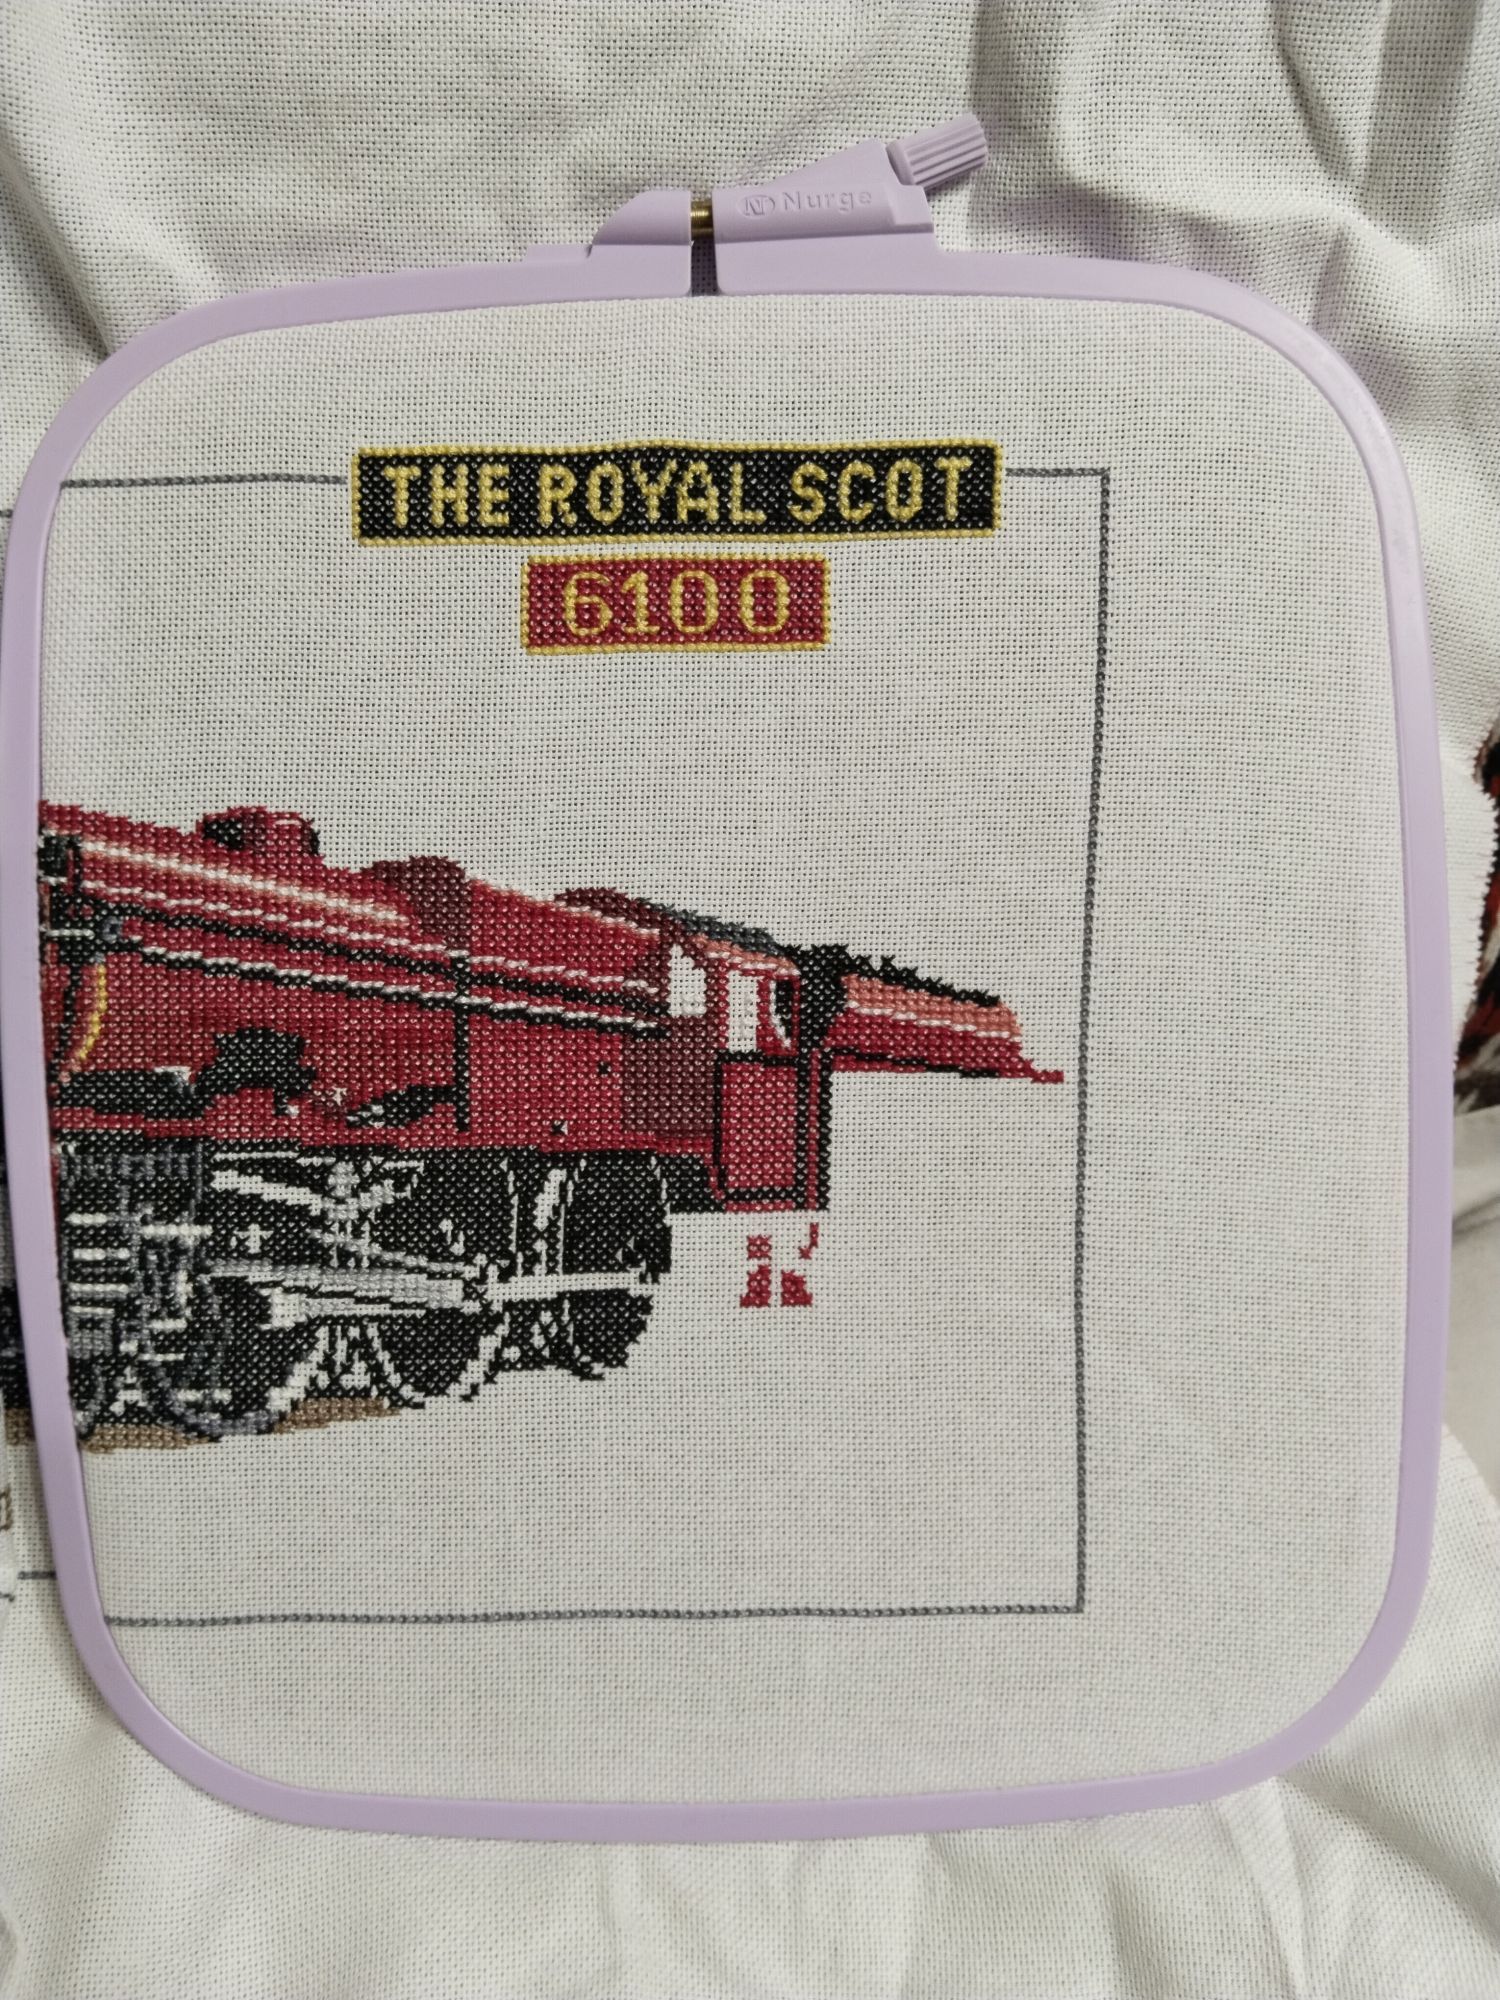 Nurge
THE ROYAL SCOT
6100